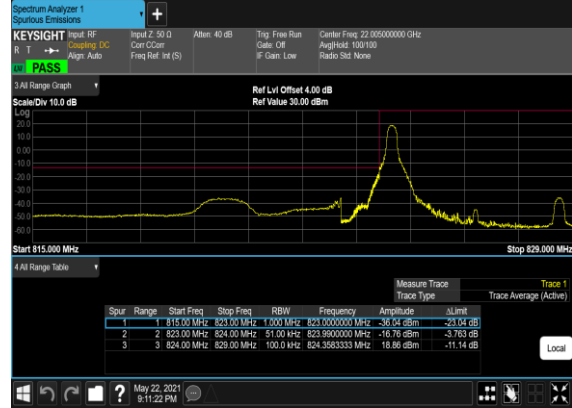 Spectrum Analyzer 1
Spurious Emissions
KEYSIGHT
R T
LXI
PASS
Input: RF
Coupling: DC
Align: Auto
Input Z: 50 Ω
Corr CCorr
Freq Ref: Int (S)
Atten: 40 dB
Trig: Free Run
Gate: Off
IF Gain: Low
Center Freq: 22.005000000 GHz
Avg|Hold: 100/100
Radio Std: None
3 All Range Graph
Scale/Div 10.0 dB
Ref Lvl Offset 4.00 dB
Ref Value 30.00 dBm
Log
20.0
10.0
0.00
-10.0
-20.0
-30.0
-40.0
-50.0
-60.0
Start 815.000 MHz
Stop 829.000 MHz
4 All Range Table
Measure Trace Trace 1
Trace Type Trace Average (Active)
Spur Range Start Freq Stop Freq RBW Frequency Amplitude ΔLimit
1 1 815.00 MHz 823.00 MHz 1.000 MHz 823.0000000 MHz -36.04 dBm -23.04 dB
2 2 823.00 MHz 824.00 MHz 51.00 kHz 823.9900000 MHz -16.76 dBm -3.763 dB
3 3 824.00 MHz 829.00 MHz 100.0 kHz 824.3583333 MHz 18.86 dBm -11.14 dB
Local
?
May 22, 2021
9:11:22 PM